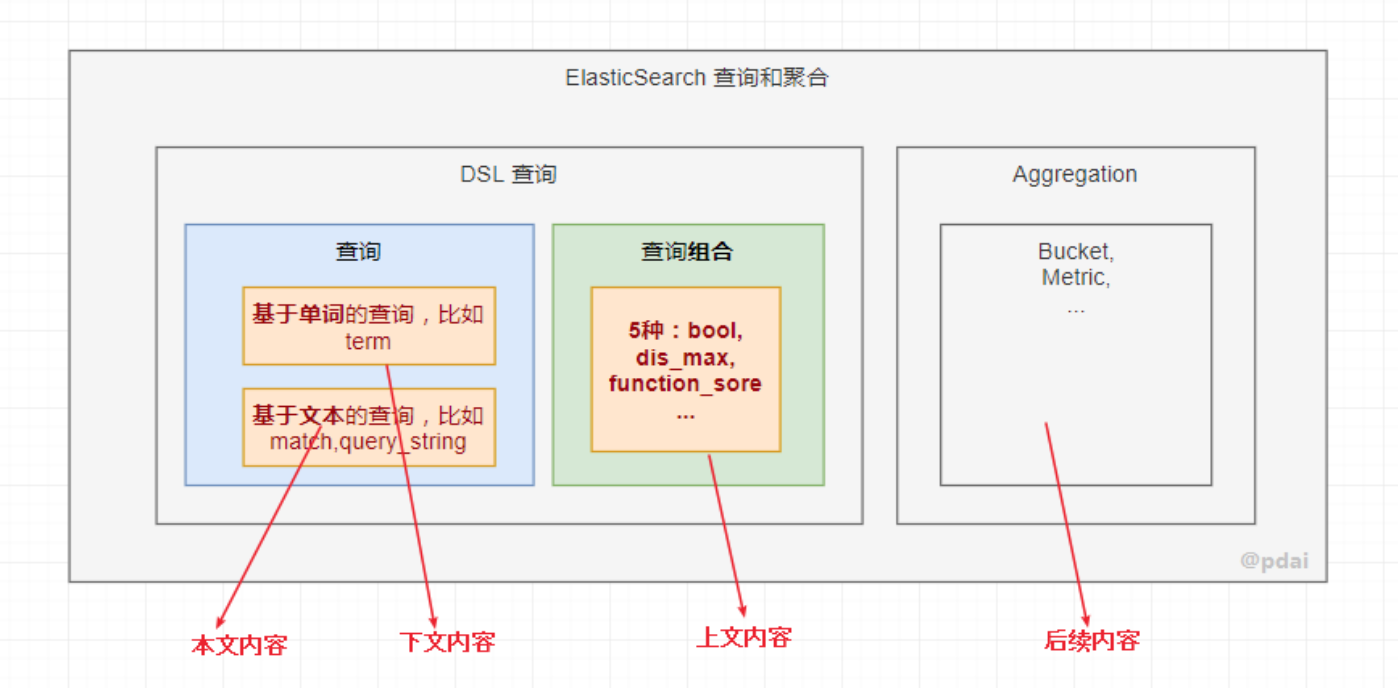 ElasticSearch 查询和聚合
DSL 查询
Aggregation
查询
查询组合
基于单词的查询，比如
term
基于文本的查询，比如
match,query_string
5种：bool,
dis_max,
function_sore
...
Bucket,
Metric,
...
@pdai
本文内容
下文内容
上文内容
后续内容